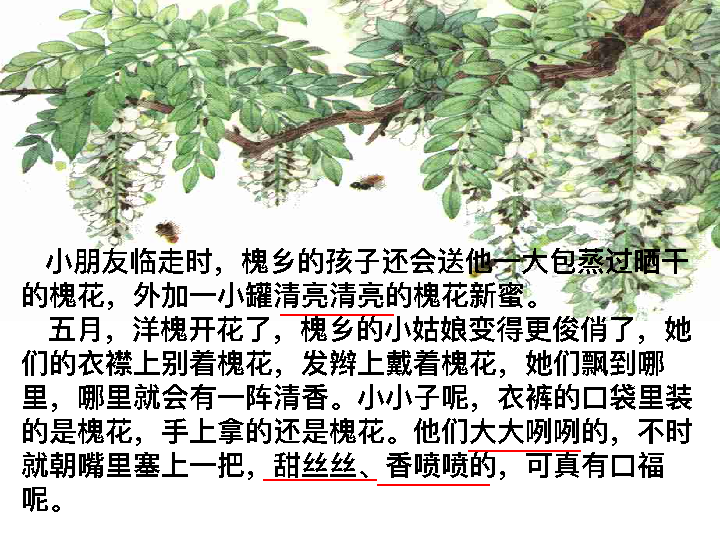 小朋友临走时，槐乡的孩子还会送他一大包蒸过晒干
的槐花，外加一小罐清亮清亮的槐花新蜜。
五月，洋槐开花了，槐乡的小姑娘变得更俊俏了，她
们的衣襟上别着槐花，发辫上戴着槐花，她们飘到哪
里，哪里就会有一阵清香。小小子呢，衣裤的口袋里装
的是槐花，手上拿的还是槐花。他们大大咧咧的，不时
就朝嘴里塞上一把，甜丝丝、香喷喷的，可真有口福
呢。